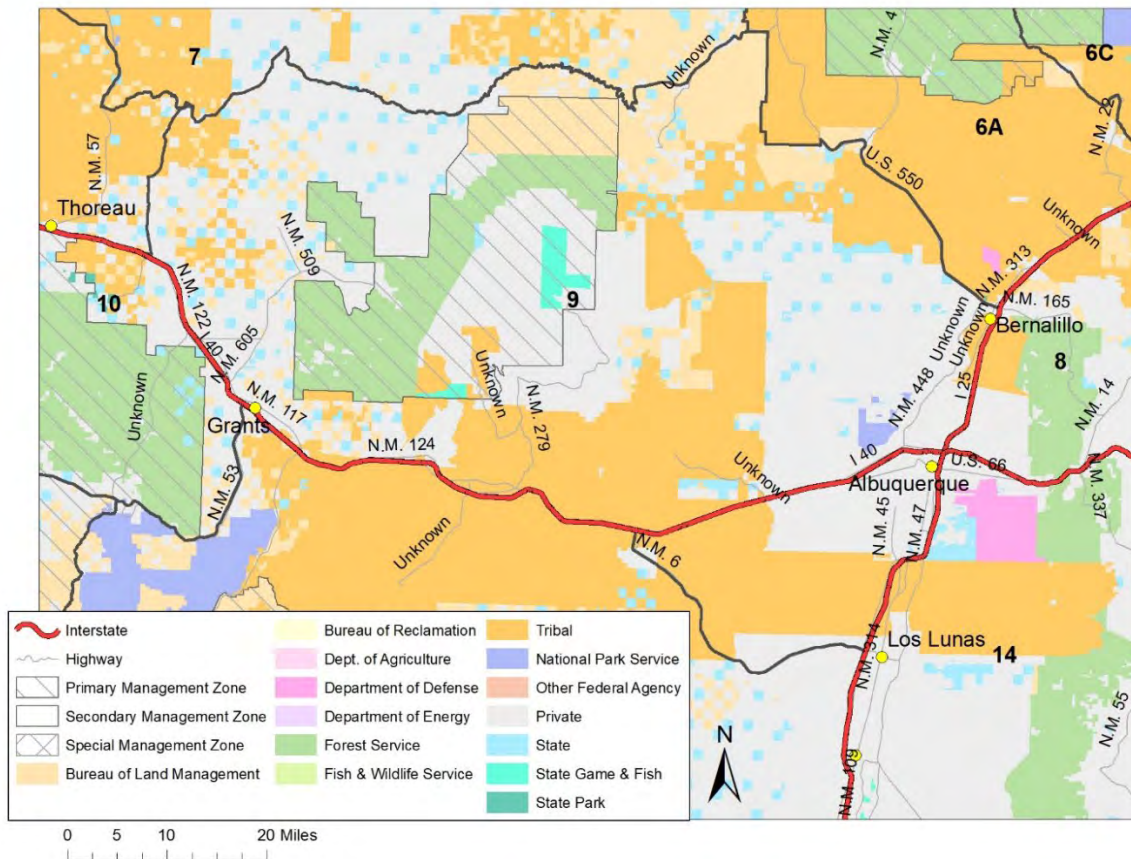 7
N.M. 4
6C
Unknown
6A
N.M. 22
N.M. 57
U.S. 550
Thoreau
Unknown
N.M. 509
N.M. 313
9
10
N.M. 122
I 40
N.M. 605
N.M. 165
Unknown
Unknown
Bernalillo
8
Unknown
I 25
N.M. 448
N.M. 14
N.M. 117
Grants
Unknown
N.M. 279
N.M. 124
N.M. 53
I 40
U.S. 66
Unknown
Albuquerque
N.M. 337
N.M. 45
N.M. 47
Unknown
N.M. 6
Los Lunas
14
N.M. 314
N.M. 55
N.M. 109
N
Interstate
Highway
Primary Management Zone
Secondary Management Zone
Special Management Zone
Bureau of Land Management
Bureau of Reclamation
Dept. of Agriculture
Department of Defense
Department of Energy
Forest Service
Fish & Wildlife Service
Tribal
National Park Service
Other Federal Agency
Private
State
State Game & Fish
State Park
0 5 10 20 Miles